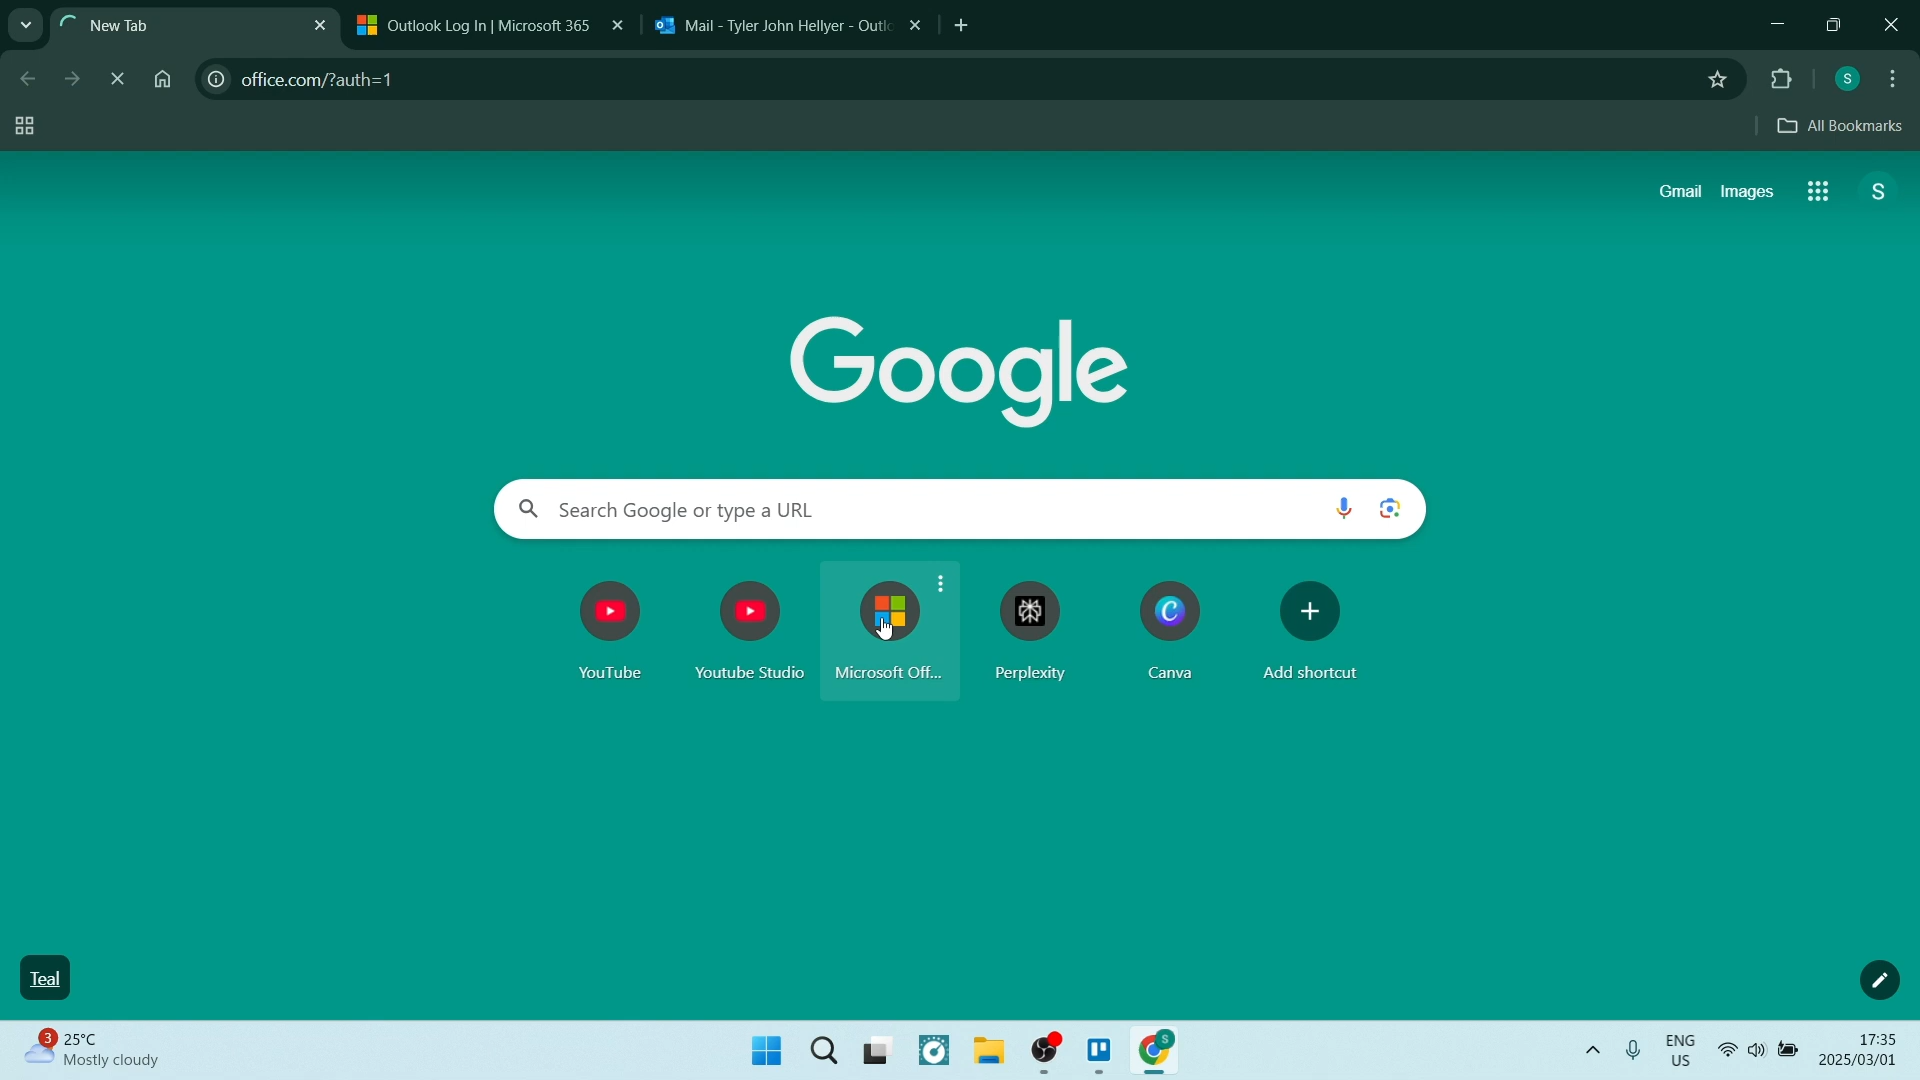 New Tab
Outlook Log In | Microsoft 365
Mail - Tyler John Hellyer - Outlo
office.com/?auth=1
All Bookmarks
Gmail
Images
S
S
Google
Search Google or type a URL
YouTube
Youtube Studio
Microsoft Off...
Perplexity
Canva
Add shortcut
Teal
3
25°C
Mostly cloudy
S
ENG
US
17:35
2025/03/01